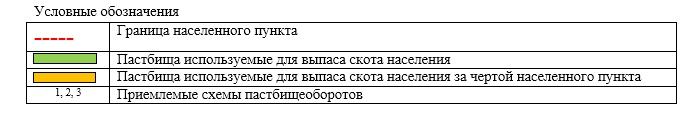 Условные обозначения
Граница населенного пункта
Пастбища используемые для выпаса скота населения
Пастбища используемые для выпаса скота населения за чертой населенного пункта
1, 2, 3 Приемлемые схемы пастбищеоборотов